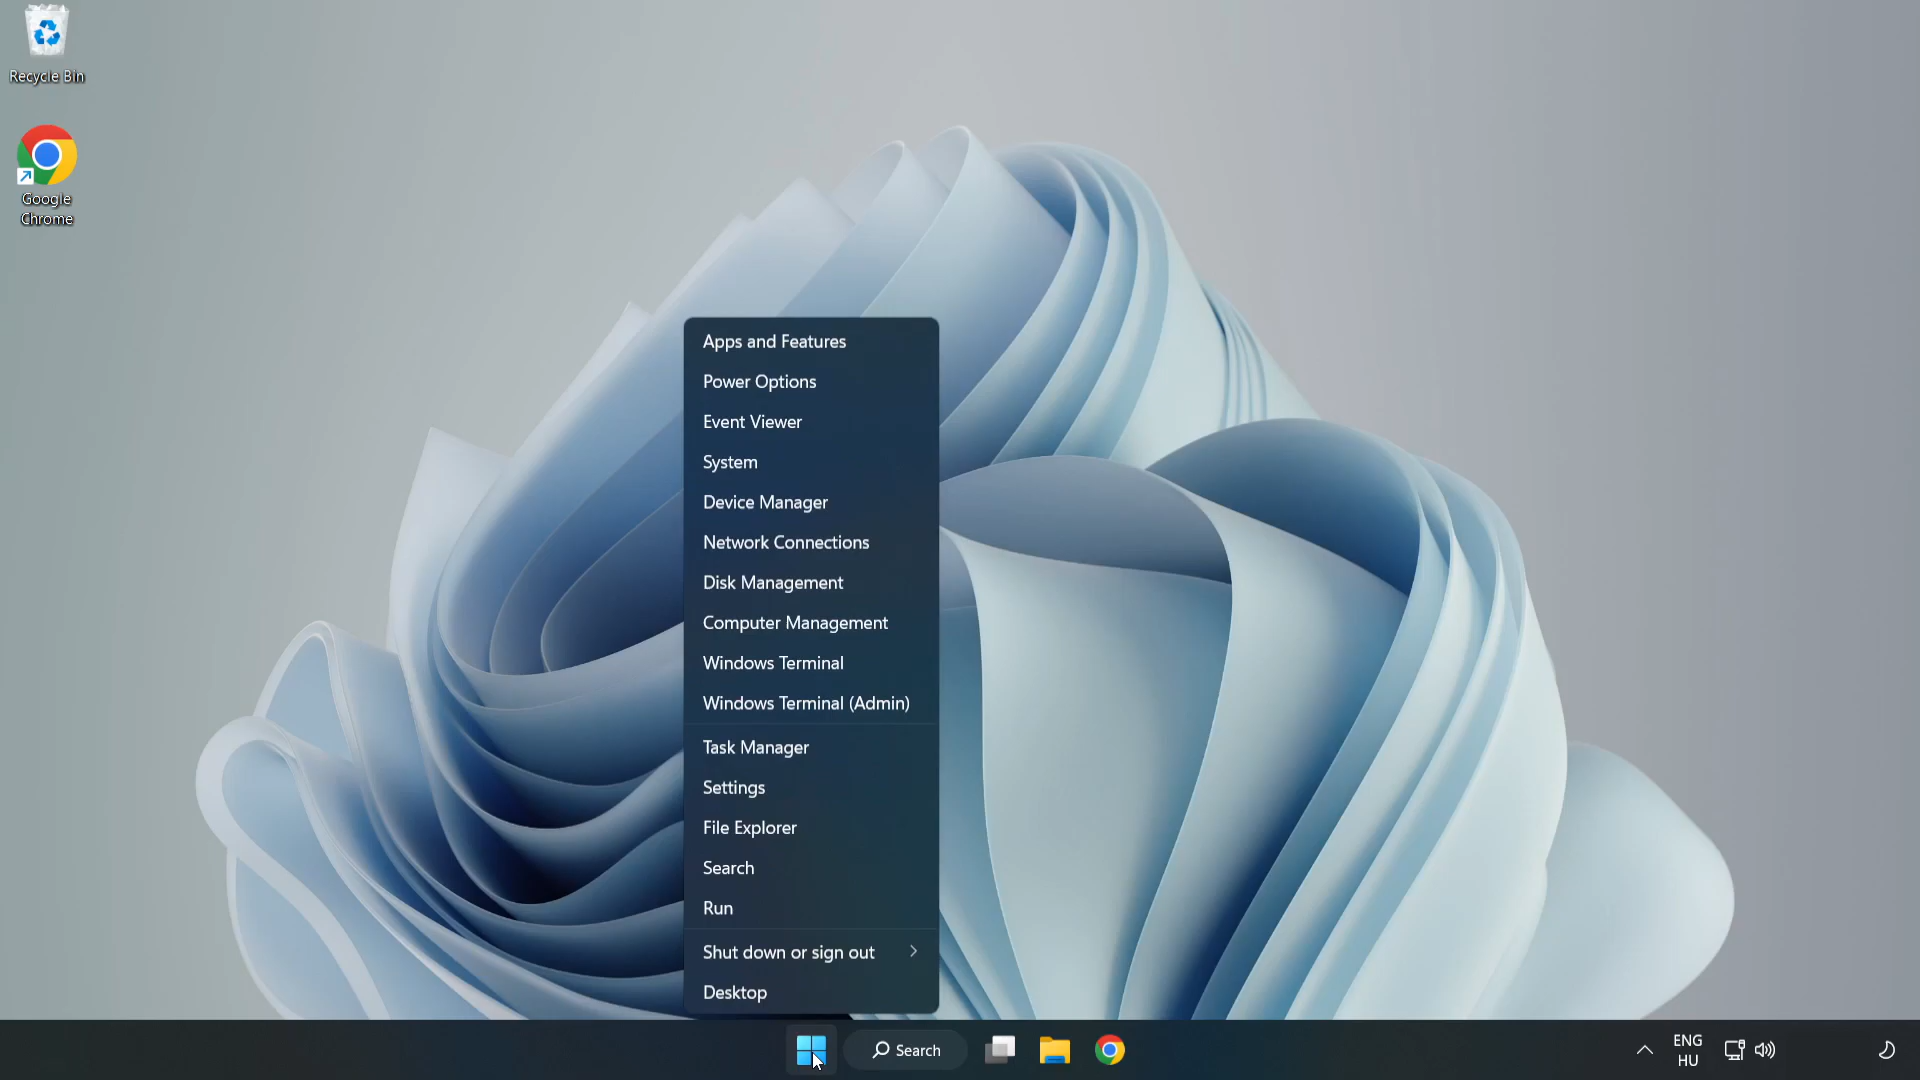 Recycle Bin
Google
Chrome
Apps and Features
Power Options
Event Viewer
System
Device Manager
Network Connections
Disk Management
Computer Management
Windows Terminal
Windows Terminal (Admin)
Task Manager
Settings
File Explorer
Search
Run
Shut down or sign out
Desktop
Search
ENG
HU